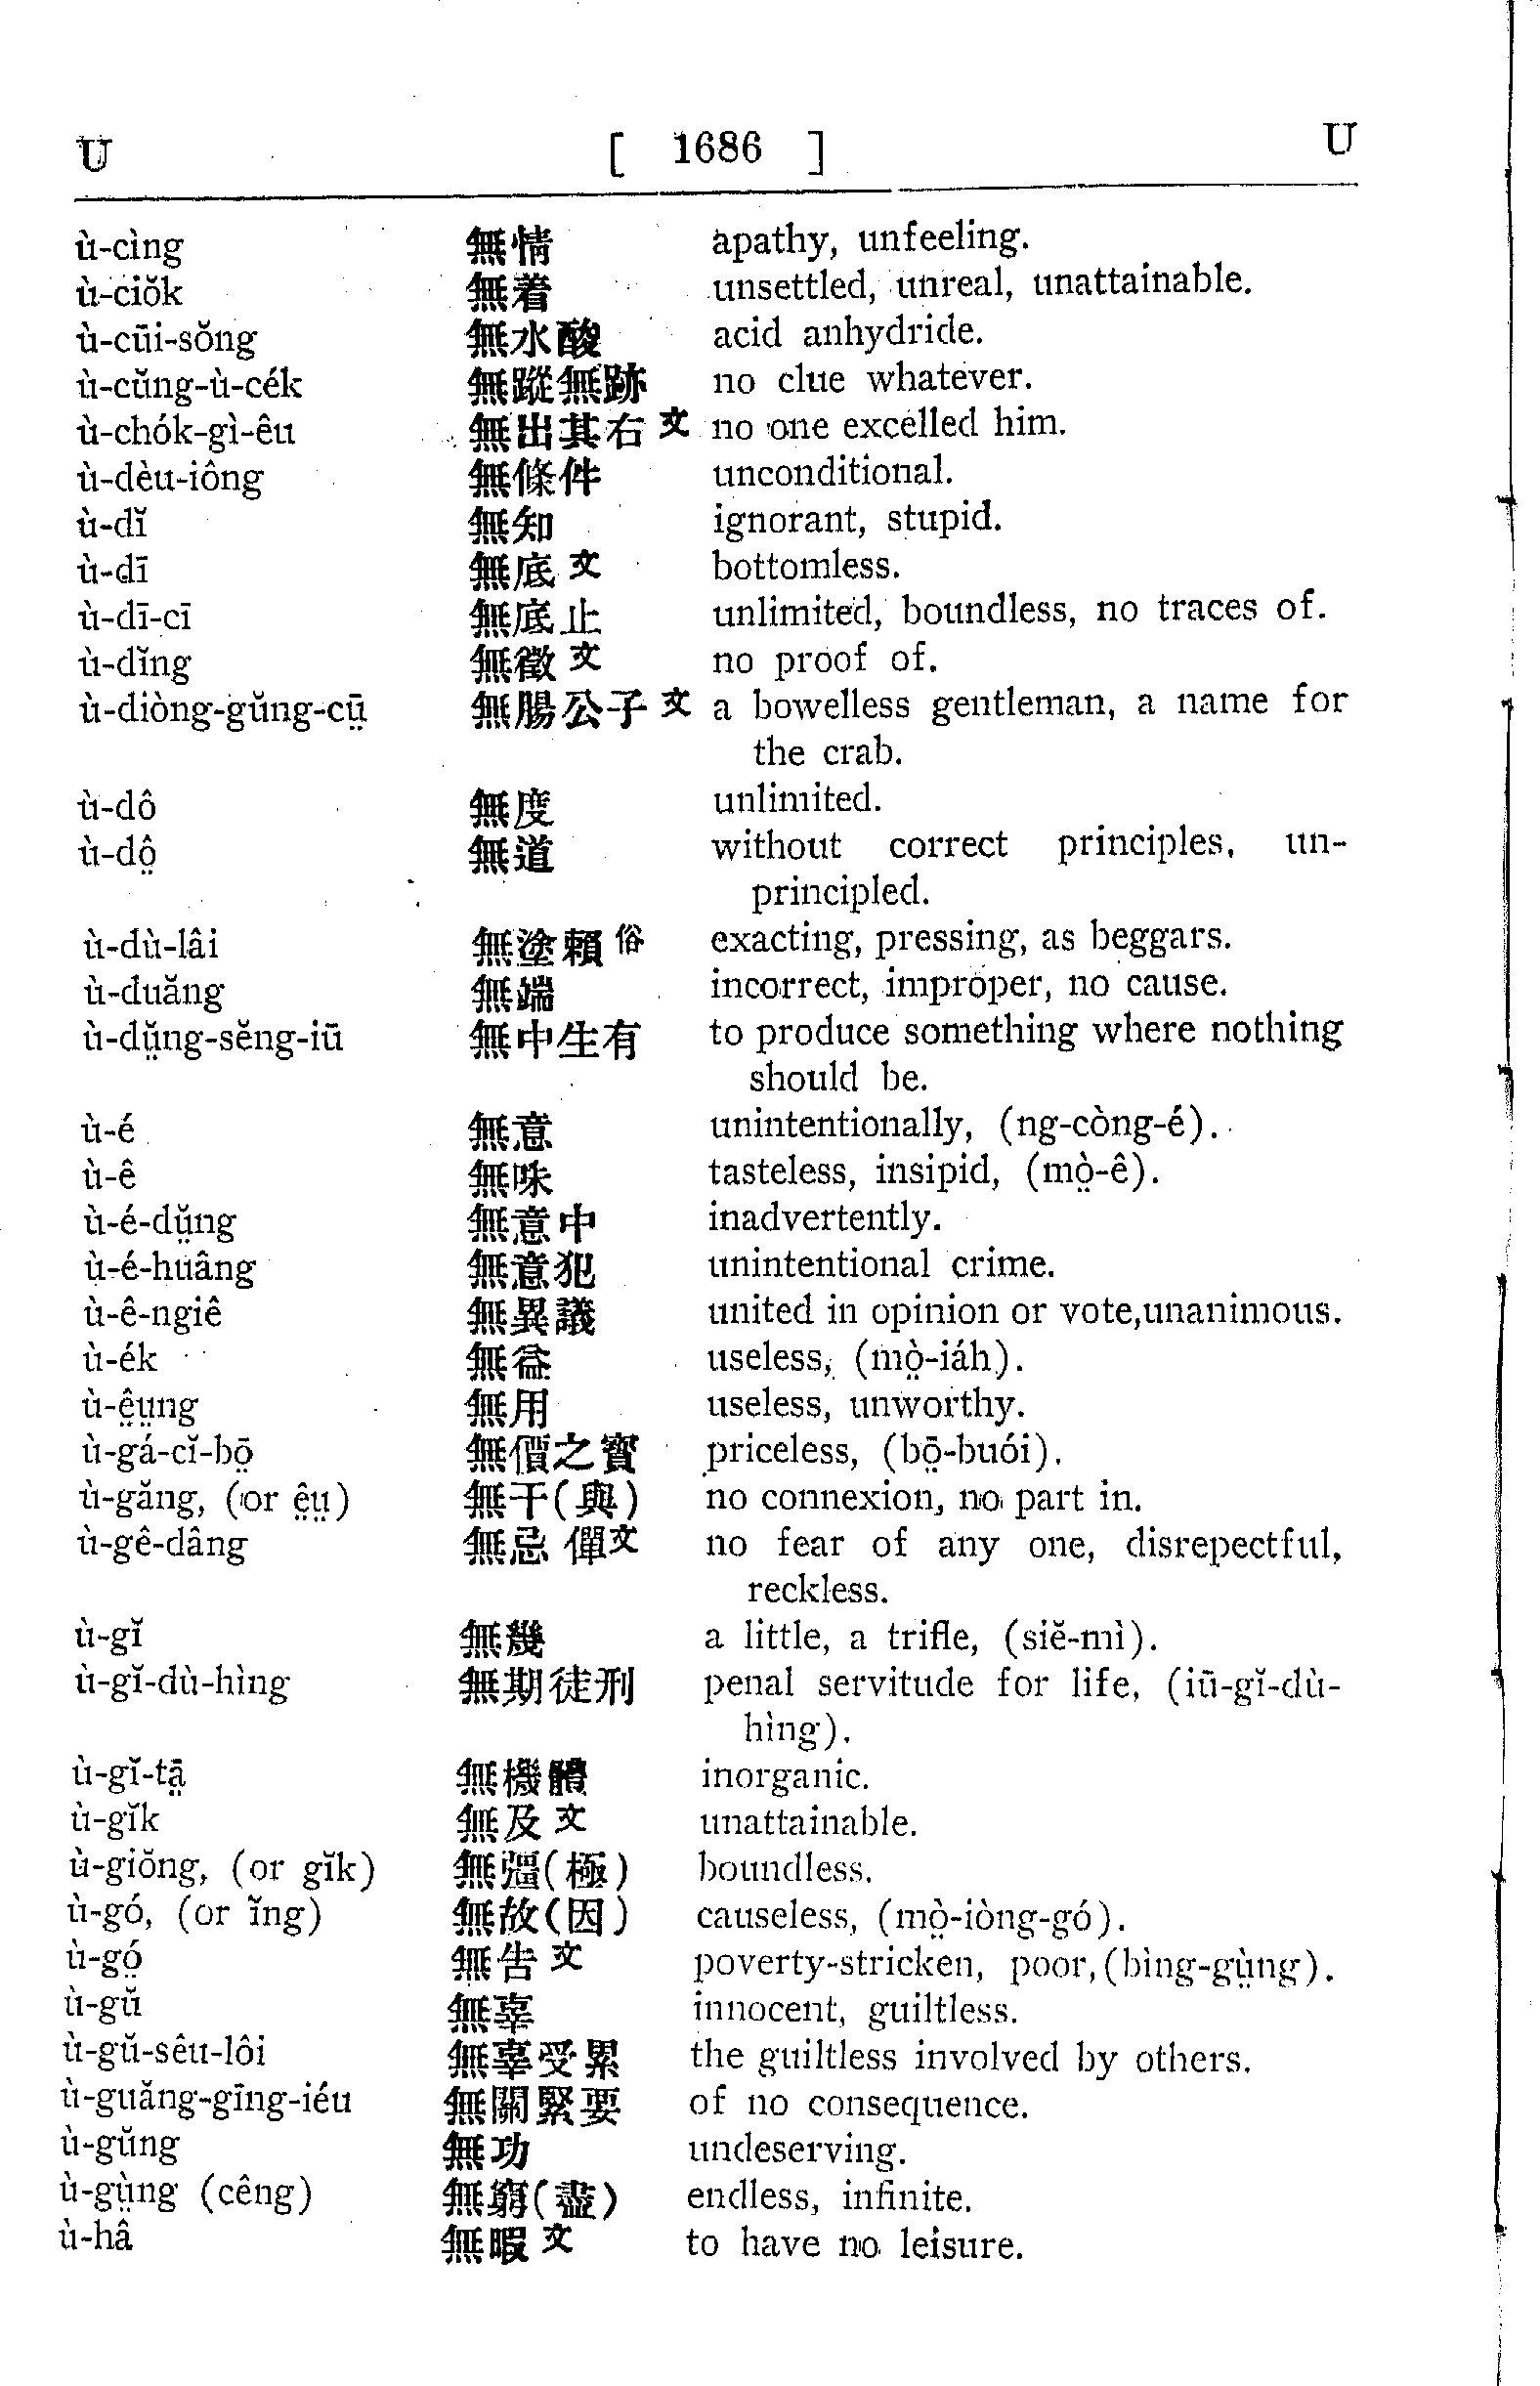 U [ 1686 ] U
ù-cìng 無情 apathy, unfeeling.
ù-ciŏk 無着 unsettled, unreal, unattainable.
ù-cūi-sŏng 無水酸 acid anhydride.
ù-cŭng-ù-cék 無蹤無跡 no clue whatever.
ù-chók-gì-êu 無出其右 文 no one excelled him.
ù-dèu-iông 無條件 unconditional.
ù-dĭ 無知 ignorant, stupid.
ù-dī 無底 文 bottomless.
ù-dī-cī 無底止 unlimited, boundless, no traces of.
ù-dĭng 無徵 文 no proof of.
ù-diòng-gŭng-cṳ̄ 無腸公子 文 a bowelless gentleman, a name for
the crab.
ù-dô 無度 unlimited.
ù-dô̤ 無道 without correct principles, un-
principled.
ù-dù-lâi 無塗賴 俗 exacting, pressing, as beggars.
ù-duăng 無端 incorrect, improper, no cause.
ù-dṳ̆ng-sĕng-iū 無中生有 to produce something where nothing
should be.
ù-é 無意 unintentionally, (ng-còng-é).
ù-ê 無味 tasteless, insipid, (mò̤-ê).
ù-é-dṳ̆ng 無意中 inadvertently.
ù-é-huâng 無意犯 unintentional crime.
ù-ê-ngiê 無異議 united in opinion or vote,unanimous.
ù-ék 無益 useless, (mò̤-iáh).
ù-ê̤ṳng 無用 useless, unworthy.
ù-gá-cĭ-bō̤ 無價之寶 priceless, (bō̤-buói).
ù-găng, (or ê̤ṳ) 無干(與) no connexion, no part in.
ù-gê-dâng 無忌憚 文 no fear of any one, disrepectful,
reckless.
ù-gĭ 無幾 a little, a trifle, (siĕ-mì).
ù-gĭ-dù-hìng 無期徒刑 penal servitude for life, (iū-gĭ-dù-
hìng).
ù-gĭ-tā̤ 無機體 inorganic.
ù-gĭk 無及 文 unattainable.
ù-giŏng, (or gĭk) 無疆(極) boundless.
ù-gó, (or ĭng) 無故(因) causeless, (mò̤-iòng-gó).
ù-gó̤ 無告 文 poverty-stricken, poor,(bìng-gṳ̀ng).
ù-gŭ 無辜 innocent, guiltless.
ù-gŭ-sêu-lôi 無辜受累 the guiltless involved by others.
ù-guăng-gīng-iéu 無關緊要 of no consequence.
ù-gŭng 無功 undeserving.
ù-gṳ̀ng (cêng) 無窮(盡) endless, infinite.
ù-hâ 無暇 文 to have no leisure.